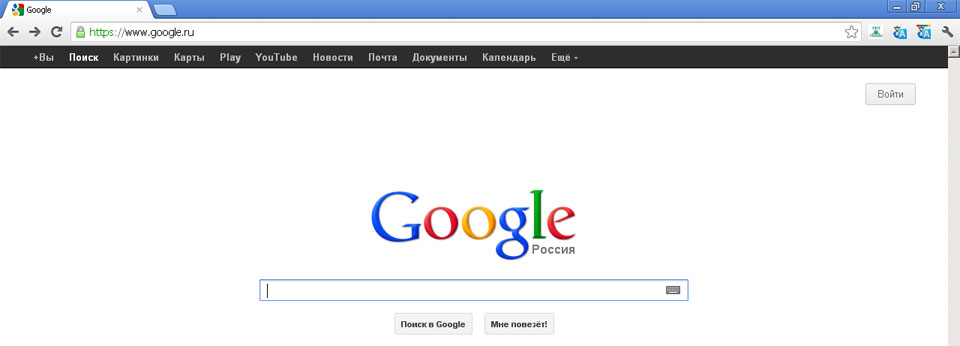 Google
https://www.google.ru
+Вы Поиск Картинки Карты Play YouTube Новости Почта Документы Календарь Ещё
Войти
Google
Россия
Поиск в Google Мне повезёт!